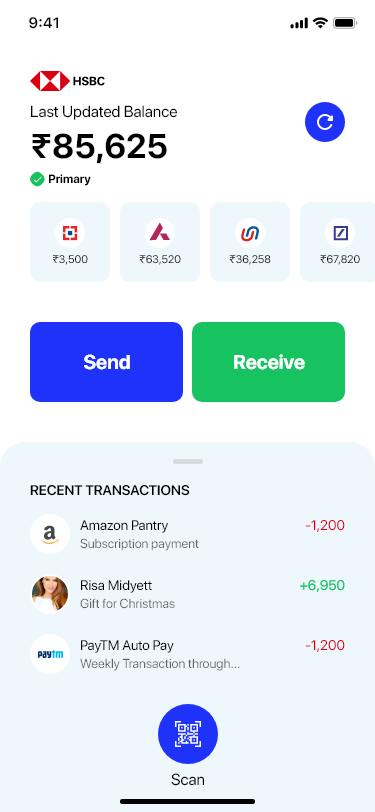 9:41
HSBC
Last Updated Balance
₹85,625
Primary
₹3,500 ₹63,520 ₹36,258 ₹67,820
Send Receive
RECENT TRANSACTIONS
a Amazon Pantry -1,200
Subscription payment
Risa Midyett +6,950
Gift for Christmas
paytm PayTM Auto Pay -1,200
Weekly Transaction through...
Scan